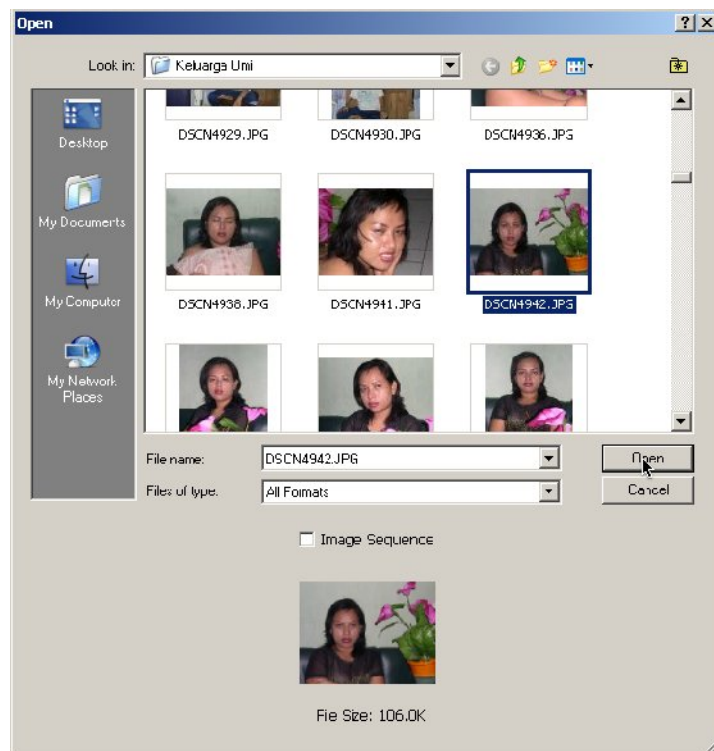 Open
Look in: Keluarga Umi
Desktop
My Documents
My Computer
My Network
Places
DSCN4929.JPG DSCN4930.JPG DSCN4936.JPG
DSCN4938.JPG DSCN4941.JPG DSCN4942.JPG
File name: DSCN4942.JPG Open
Files of type: All Formats Cancel
Image Sequence
File Size: 106.0K